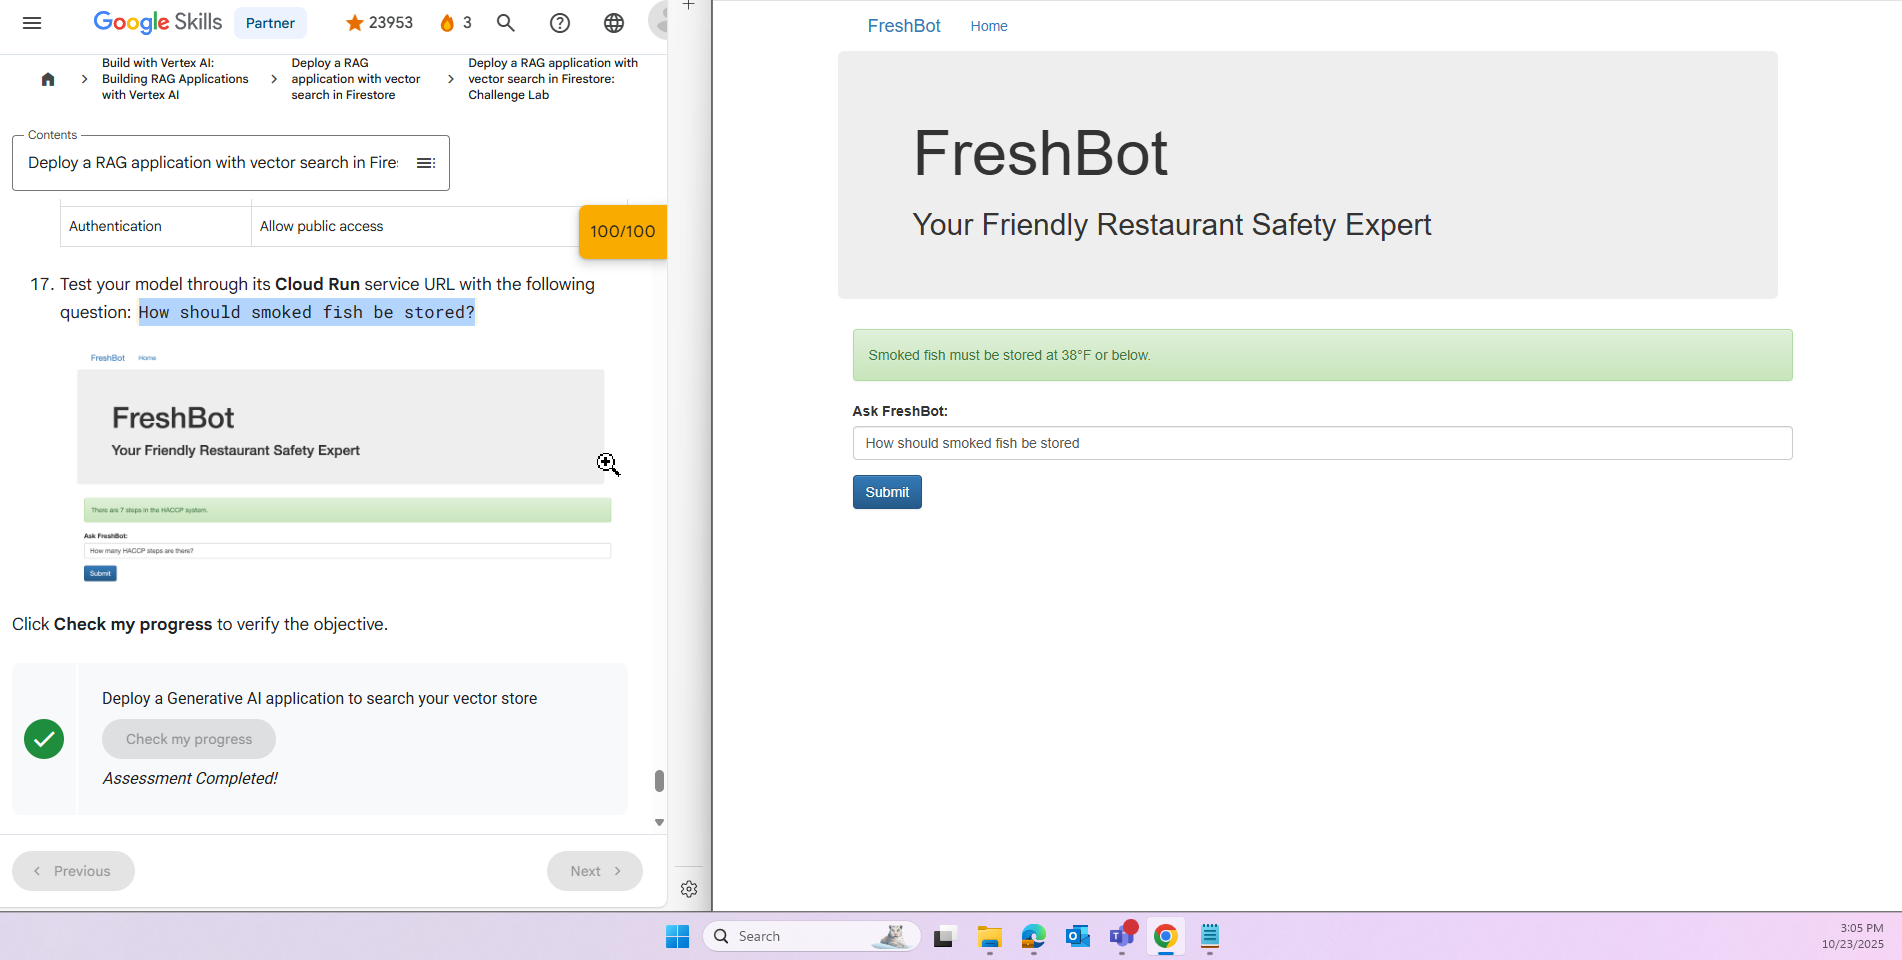 Google Skills
Partner
23953
3
Build with Vertex AI:
Building RAG Applications
with Vertex AI
Deploy a RAG
application with vector
search in Firestore
Deploy a RAG application with
vector search in Firestore:
Challenge Lab
Contents
Deploy a RAG application with vector search in Fire
Authentication
Allow public access
100/100
17. Test your model through its Cloud Run service URL with the following
question: How should smoked fish be stored?
FreshBot
Home
FreshBot
Your Friendly Restaurant Safety Expert
There are 7 steps in the HACCP system.
Ask FreshBot:
How many HACCP steps are there?
Submit
Click Check my progress to verify the objective.
Deploy a Generative AI application to search your vector store
Check my progress
Assessment Completed!
Previous
Next
FreshBot
Home
FreshBot
Your Friendly Restaurant Safety Expert
Smoked fish must be stored at 38°F or below.
Ask FreshBot:
How should smoked fish be stored
Submit
Search
3:05 PM
10/23/2025